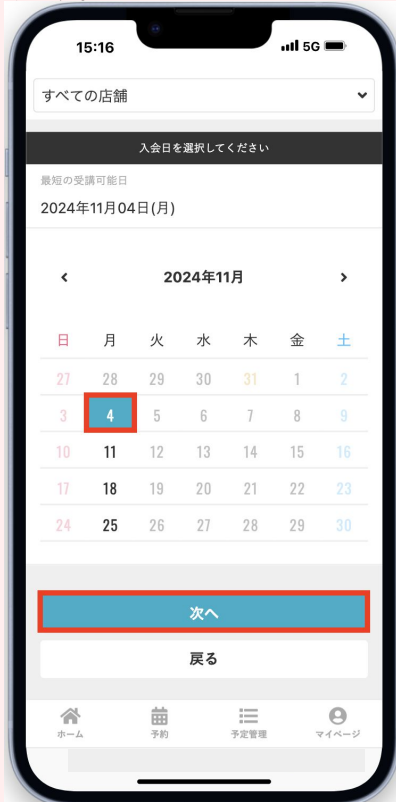 15:16 5G
すべての店舗
入会日を選択してください
最短の受講可能日
2024年11月04日(月)
2024年11月
日 月 火 水 木 金 土
27 28 29 30 31 1 2
3 4 5 6 7 8 9
10 11 12 13 14 15 16
17 18 19 20 21 22 23
24 25 26 27 28 29 30
次へ
戻る
ホーム 予約 予定管理 マイページ